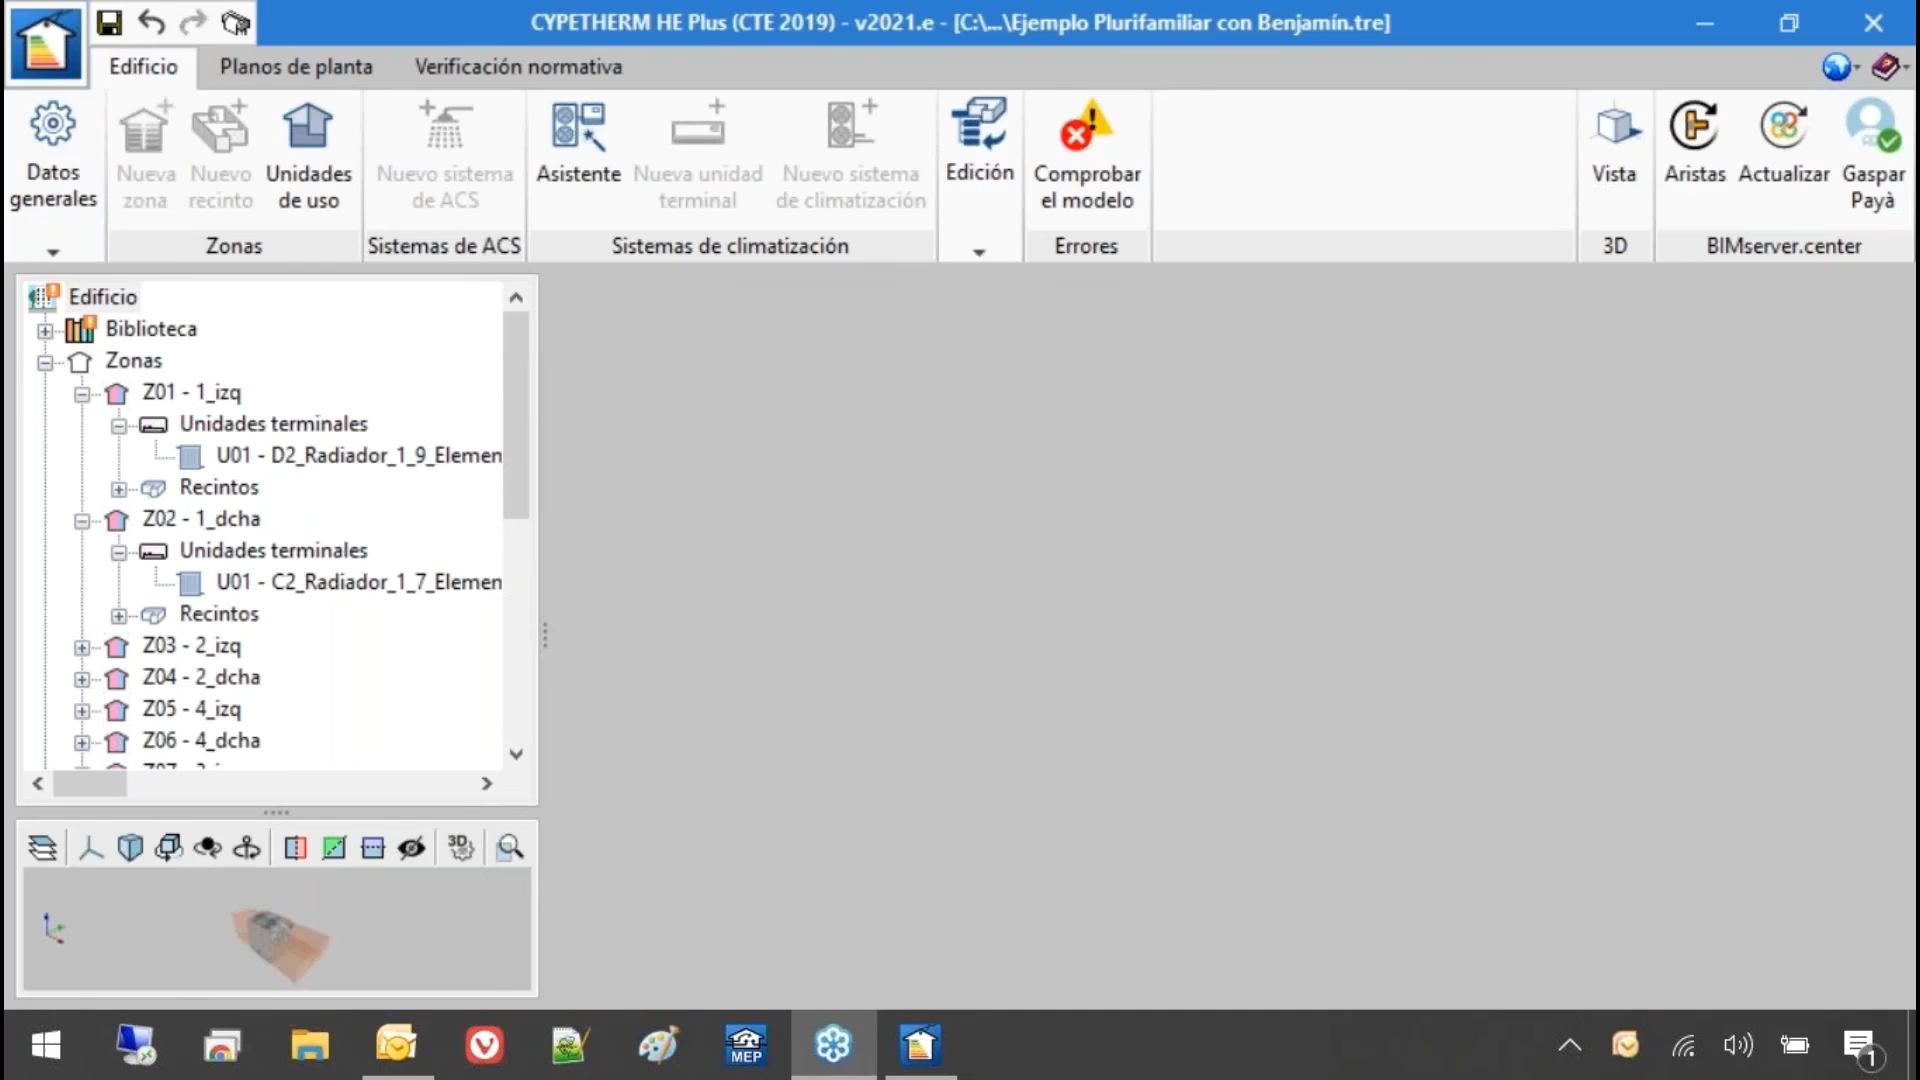 CYPETHERM HE Plus (CTE 2019) - v2021.e - [C:\...\Ejemplo Plurifamiliar con Benjamín.tre]
Edificio Planos de planta Verificación normativa
Datos generales
Nueva zona
Nuevo recinto
Unidades de uso
Nuevo sistema de ACS
Asistente
Nueva unidad terminal
Nuevo sistema de climatización
Edición
Comprobar el modelo
Vista
Aristas
Actualizar
Gaspar Payà
Zonas
Sistemas de ACS
Sistemas de climatización
Errores
3D
BIMserver.center
Edificio
Biblioteca
Zonas
Z01 - 1_izq
Unidades terminales
U01 - D2_Radiador_1_9_Elemen
Recintos
Z02 - 1_dcha
Unidades terminales
U01 - C2_Radiador_1_7_Elemen
Recintos
Z03 - 2_izq
Z04 - 2_dcha
Z05 - 4_izq
Z06 - 4_dcha
3D
MEP
1